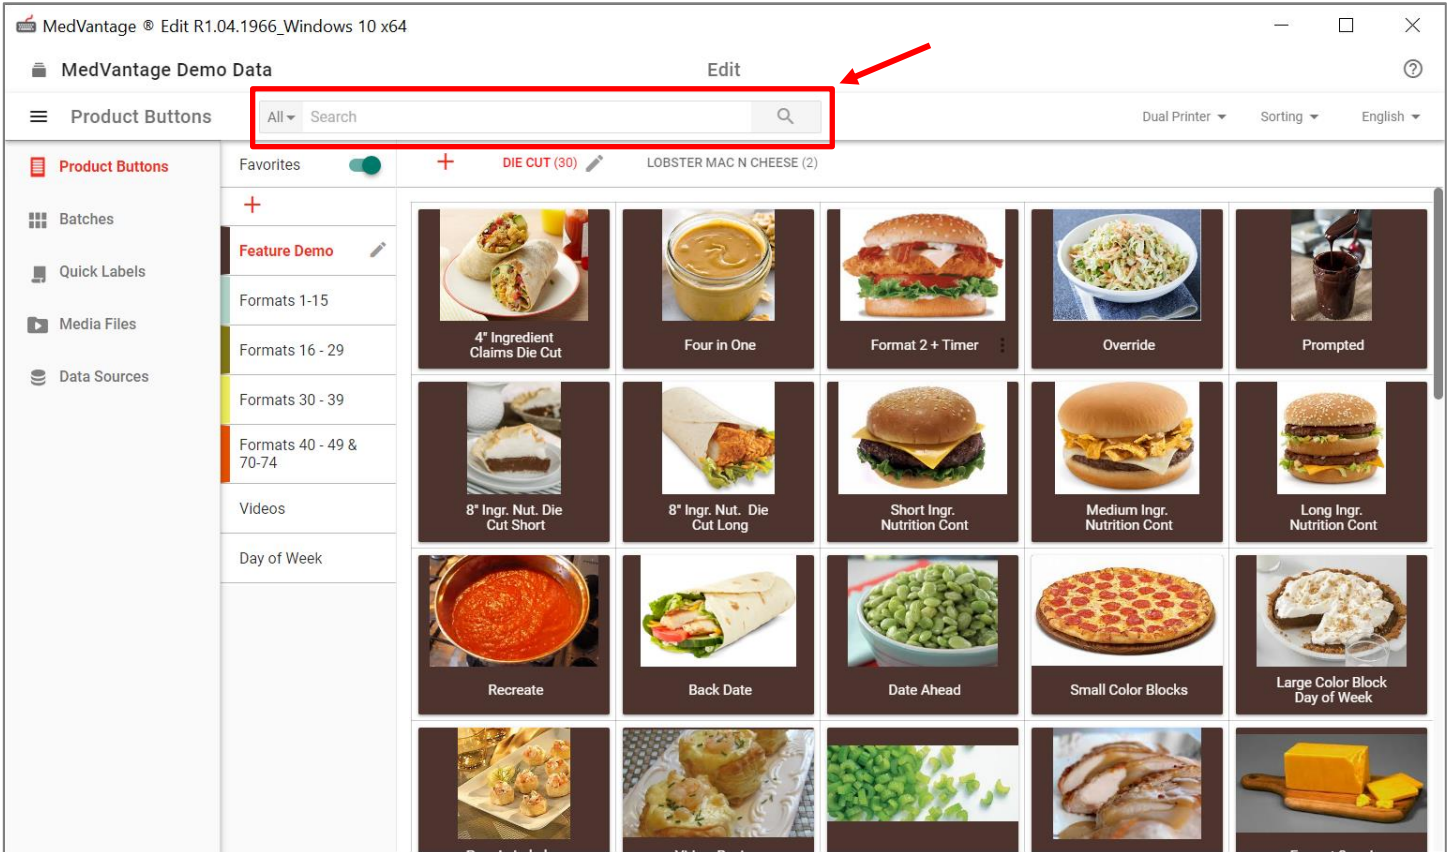 MedVantage ® Edit R1.04.1966_Windows 10 x64
MedVantage Demo Data
Edit
Product Buttons
All
Search
Dual Printer
Sorting
English
Product Buttons
Batches
Quick Labels
Media Files
Data Sources
Favorites
Feature Demo
Formats 1-15
Formats 16 - 29
Formats 30 - 39
Formats 40 - 49 &
70-74
Videos
Day of Week
DIE CUT (30)
LOBSTER MAC N CHEESE (2)
4" Ingredient
Claims Die Cut
Four in One
Format 2 + Timer
Override
Prompted
8" Ingr. Nut. Die
Cut Short
8" Ingr. Nut. Die
Cut Long
Short Ingr.
Nutrition Cont
Medium Ingr.
Nutrition Cont
Long Ingr.
Nutrition Cont
Recreate
Back Date
Date Ahead
Small Color Blocks
Large Color Block
Day of Week